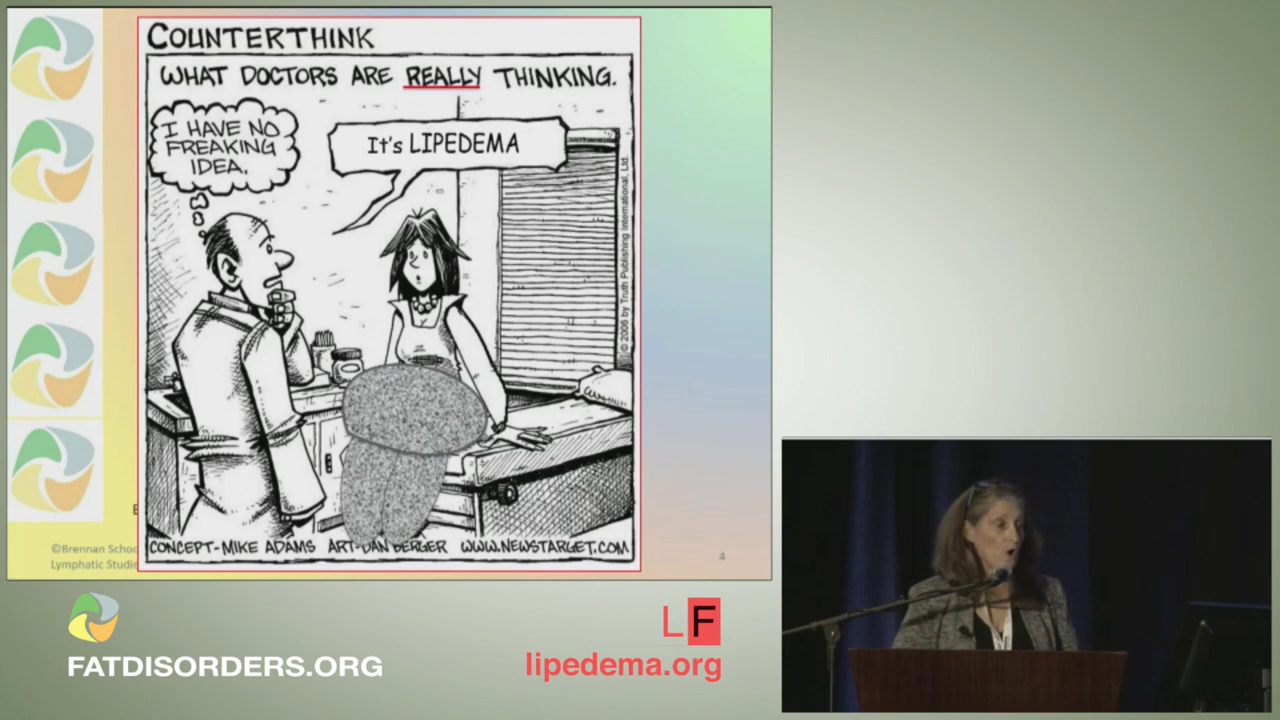 COUNTERTHINK
WHAT DOCTORS ARE REALLY THINKING.
I HAVE NO
FREAKING
IDEA.
It's LIPEDEMA
© 2006 by Truth Publishing International, Ltd.
CONCEPT-MIKE ADAMS ART-DAN BERGER WWW.NEWSTARGET.COM
©Brennan Schoo
Lymphatic Studie
4
FATDISORDERS.ORG
LF
lipedema.org